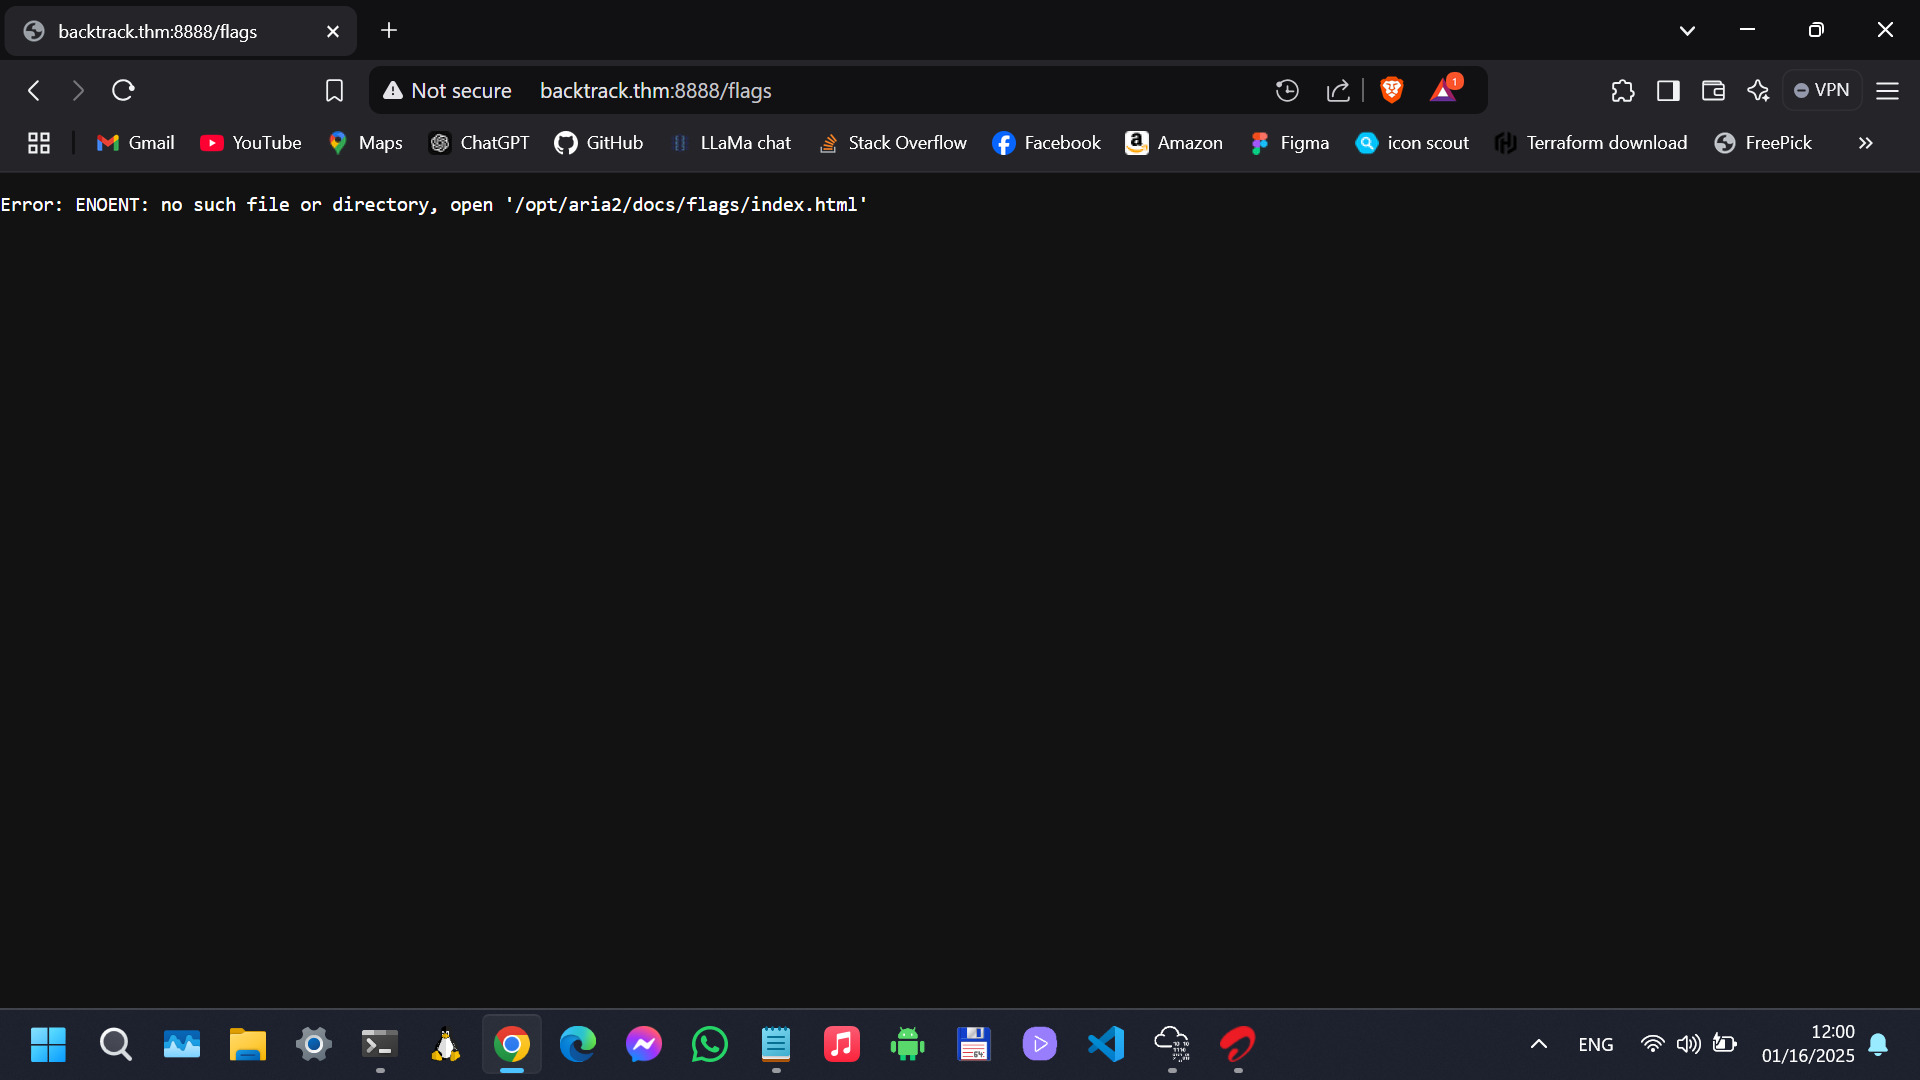 backtrack.thm:8888/flags
Not secure backtrack.thm:8888/flags 1 VPN
Gmail YouTube Maps ChatGPT GitHub LLaMa chat Stack Overflow Facebook Amazon Figma icon scout Terraform download FreePick
Error: ENOENT: no such file or directory, open '/opt/aria2/docs/flags/index.html'
ENG 12:00
01/16/2025